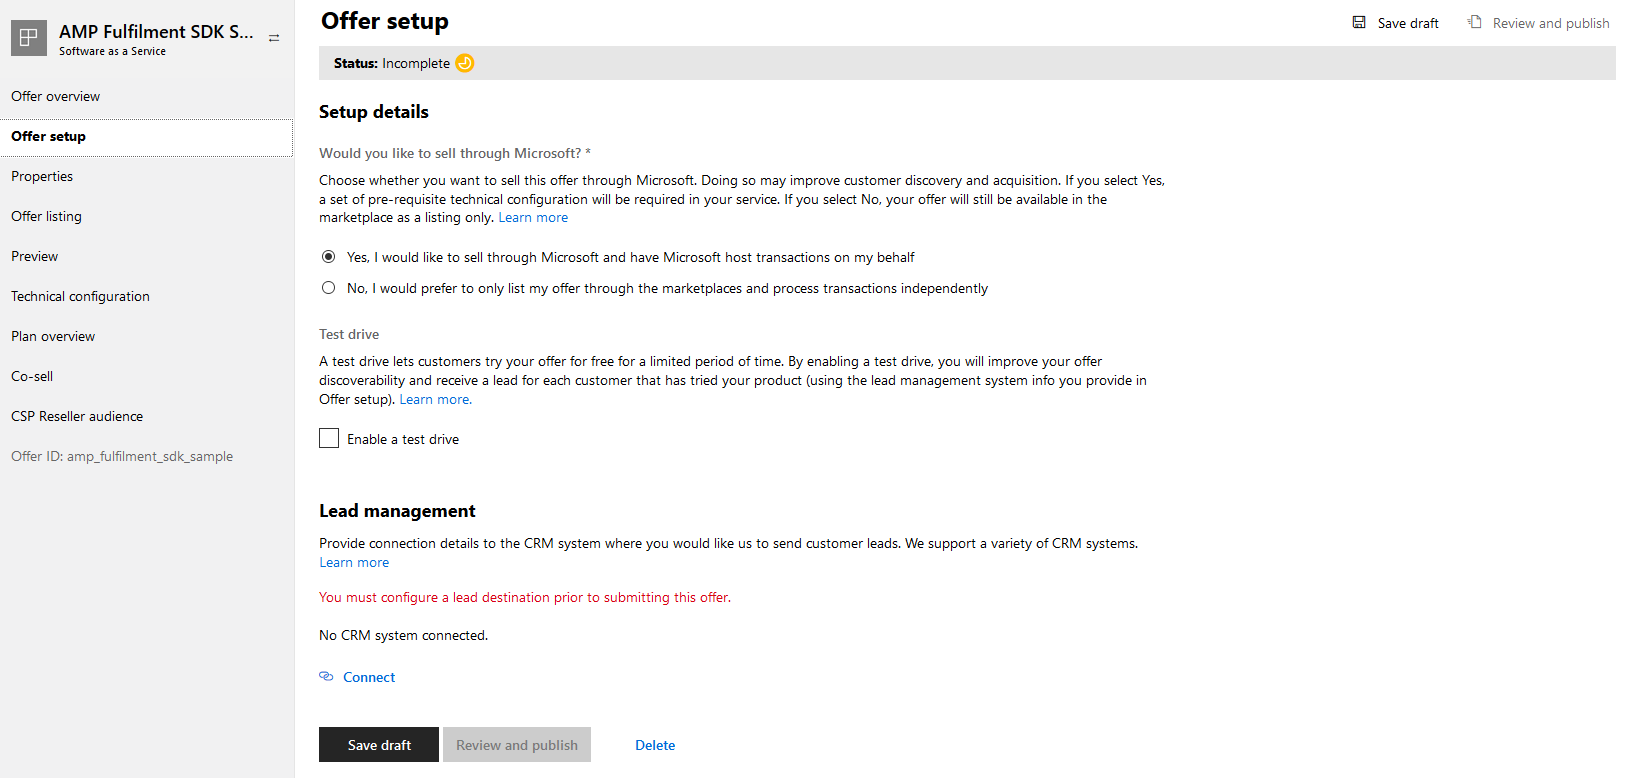 AMP Fulfilment SDK S...
Software as a Service
Offer overview
Offer setup
Properties
Offer listing
Preview
Technical configuration
Plan overview
Co-sell
CSP Reseller audience
Offer ID: amp_fulfilment_sdk_sample
Offer setup
Save draft
Review and publish
Status: Incomplete
Setup details
Would you like to sell through Microsoft? *
Choose whether you want to sell this offer through Microsoft. Doing so may improve customer discovery and acquisition. If you select Yes,
a set of pre-requisite technical configuration will be required in your service. If you select No, your offer will still be available in the
marketplace as a listing only. Learn more
Yes, I would like to sell through Microsoft and have Microsoft host transactions on my behalf
No, I would prefer to only list my offer through the marketplaces and process transactions independently
Test drive
A test drive lets customers try your offer for free for a limited period of time. By enabling a test drive, you will improve your offer
discoverability and receive a lead for each customer that has tried your product (using the lead management system info you provide in
Offer setup). Learn more.
Enable a test drive
Lead management
Provide connection details to the CRM system where you would like us to send customer leads. We support a variety of CRM systems.
Learn more
You must configure a lead destination prior to submitting this offer.
No CRM system connected.
Connect
Save draft
Review and publish
Delete